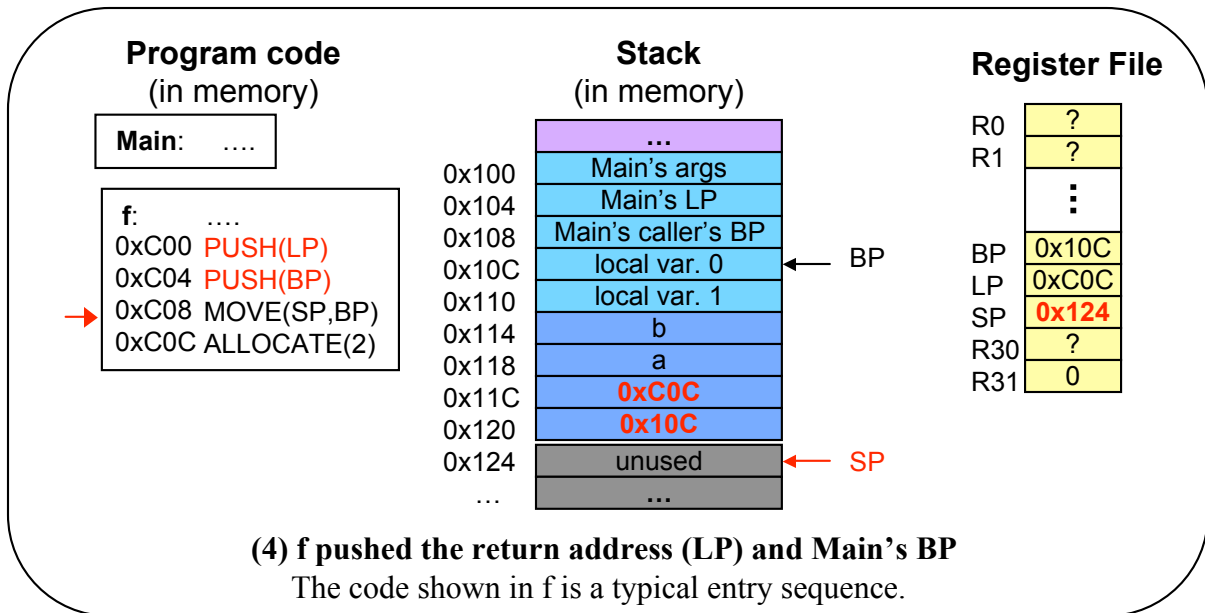 Program code
(in memory)
Main: ....
f: ....
0xC00 PUSH(LP)
0xC04 PUSH(BP)
0xC08 MOVE(SP,BP)
0xC0C ALLOCATE(2)
Stack
(in memory)
...
0x100 Main's args
0x104 Main's LP
0x108 Main's caller's BP
0x10C local var. 0 BP
0x110 local var. 1
0x114 b
0x118 a
0x11C 0xC0C
0x120 0x10C
0x124 unused SP
... ...
Register File
R0 ?
R1 ?
⋮
BP 0x10C
LP 0xC0C
SP 0x124
R30 ?
R31 0
(4) f pushed the return address (LP) and Main's BP
The code shown in f is a typical entry sequence.